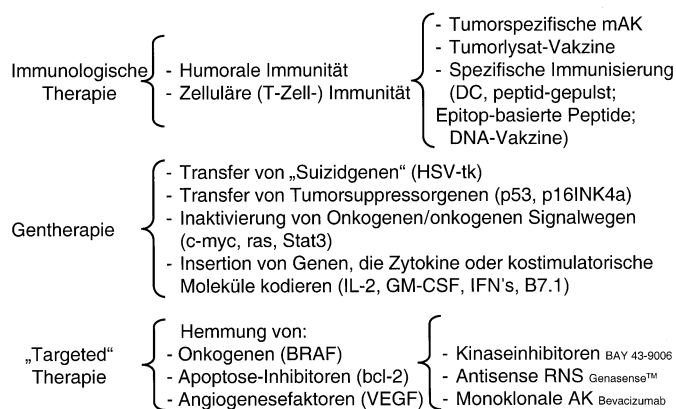 Immunologische
Therapie
- Humorale Immunität
- Zelluläre (T-Zell-) Immunität
- Tumorspezifische mAK
- Tumorlysat-Vakzine
- Spezifische Immunisierung
(DC, peptid-gepulst;
Epitop-basierte Peptide;
DNA-Vakzine)
Gentherapie
- Transfer von „Suizidgenen“ (HSV-tk)
- Transfer von Tumorsuppressorgenen (p53, p16INK4a)
- Inaktivierung von Onkogenen/onkogenen Signalwegen
(c-myc, ras, Stat3)
- Insertion von Genen, die Zytokine oder kostimulatorische
Moleküle kodieren (IL-2, GM-CSF, IFN's, B7.1)
„Targeted“
Therapie
Hemmung von:
- Onkogenen (BRAF)
- Apoptose-Inhibitoren (bcl-2)
- Angiogenesefaktoren (VEGF)
- Kinaseinhibitoren BAY 43-9006
- Antisense RNS Genasense™
- Monoklonale AK Bevacizumab